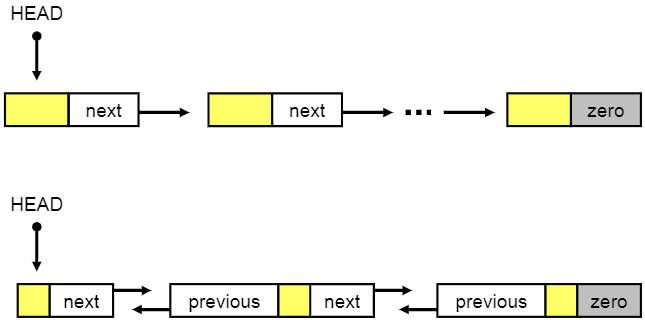 HEAD
next next ... zero
HEAD
next previous next previous zero